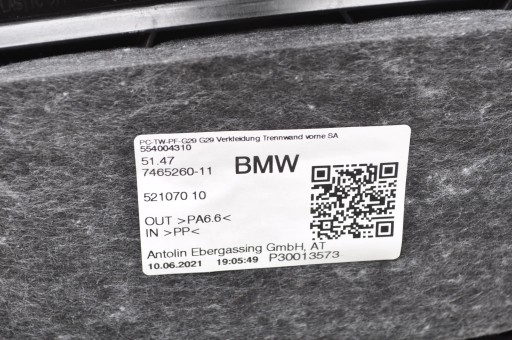 PC-TW-PF-G29 G29 Verkleidung Trennwand vorne SA
554004310
51.47
7465260-11
BMW
521070 10
OUT >PA6.6<
IN >PP<
Antolin Ebergassing GmbH, AT
10.06.2021 19:05:49 P30013573